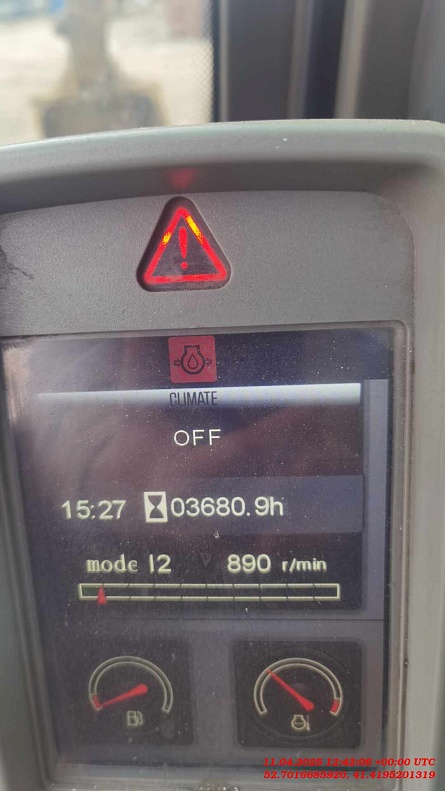 CLIMATE
OFF
15:27 03680.9h
mode 12 890 r/min
11.04.2025 12:42:06 +00:00 UTC
52.7016685920, 41.4195201319